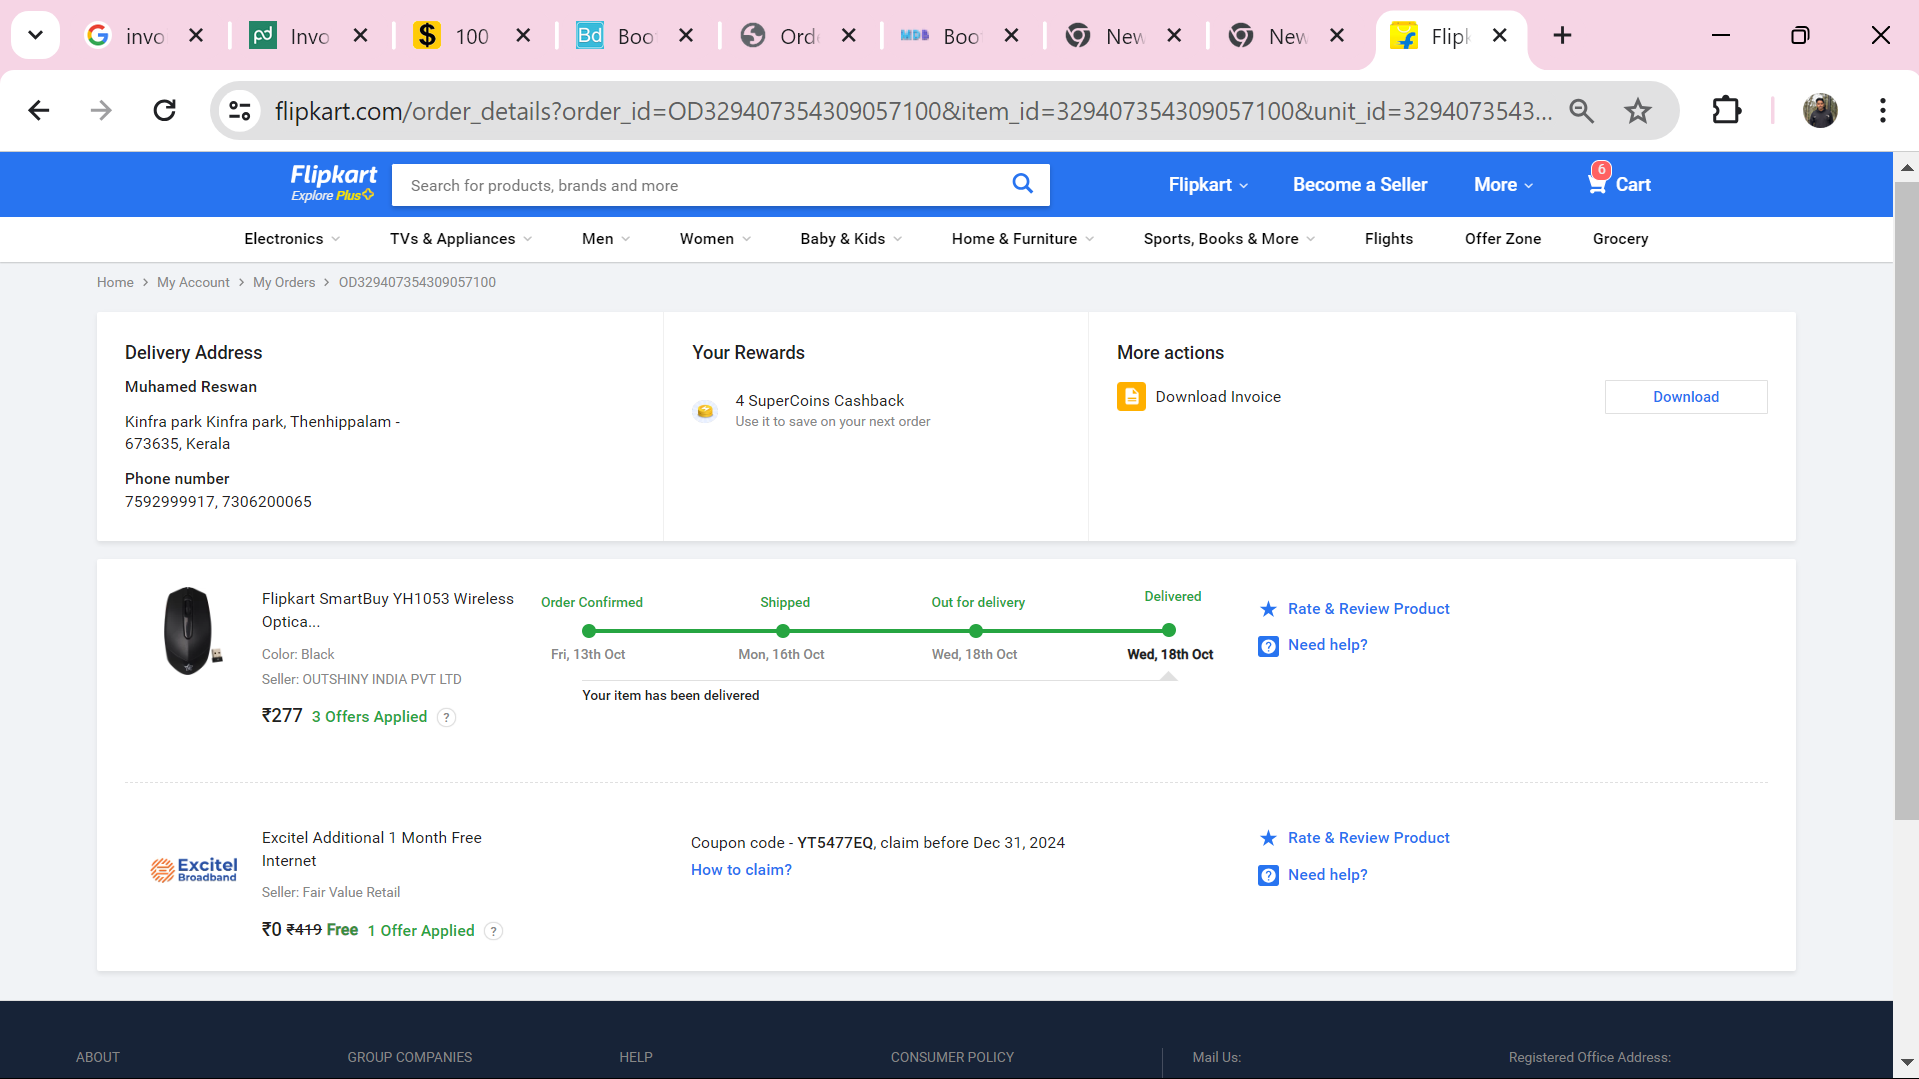 invo
Invo
100
Boo
Ord
Boo
New
New
Flipk
flipkart.com/order_details?order_id=OD329407354309057100&item_id=329407354309057100&unit_id=3294073543...
Flipkart
Explore Plus
Search for products, brands and more
Flipkart
Become a Seller
More
6
Cart
Electronics
TVs & Appliances
Men
Women
Baby & Kids
Home & Furniture
Sports, Books & More
Flights
Offer Zone
Grocery
Home > My Account > My Orders > OD329407354309057100
Delivery Address
Muhamed Reswan
Kinfra park Kinfra park, Thenhippalam -
673635, Kerala
Phone number
7592999917, 7306200065
Your Rewards
4 SuperCoins Cashback
Use it to save on your next order
More actions
Download Invoice
Download
Flipkart SmartBuy YH1053 Wireless
Optica...
Color: Black
Seller: OUTSHINY INDIA PVT LTD
₹277 3 Offers Applied ?
Order Confirmed
Shipped
Out for delivery
Delivered
Fri, 13th Oct
Mon, 16th Oct
Wed, 18th Oct
Wed, 18th Oct
Your item has been delivered
Rate & Review Product
Need help?
Excitel
Broadband
Excitel Additional 1 Month Free
Internet
Seller: Fair Value Retail
₹0 ₹419 Free 1 Offer Applied ?
Coupon code - YT5477EQ, claim before Dec 31, 2024
How to claim?
Rate & Review Product
Need help?
ABOUT
GROUP COMPANIES
HELP
CONSUMER POLICY
Mail Us:
Registered Office Address: